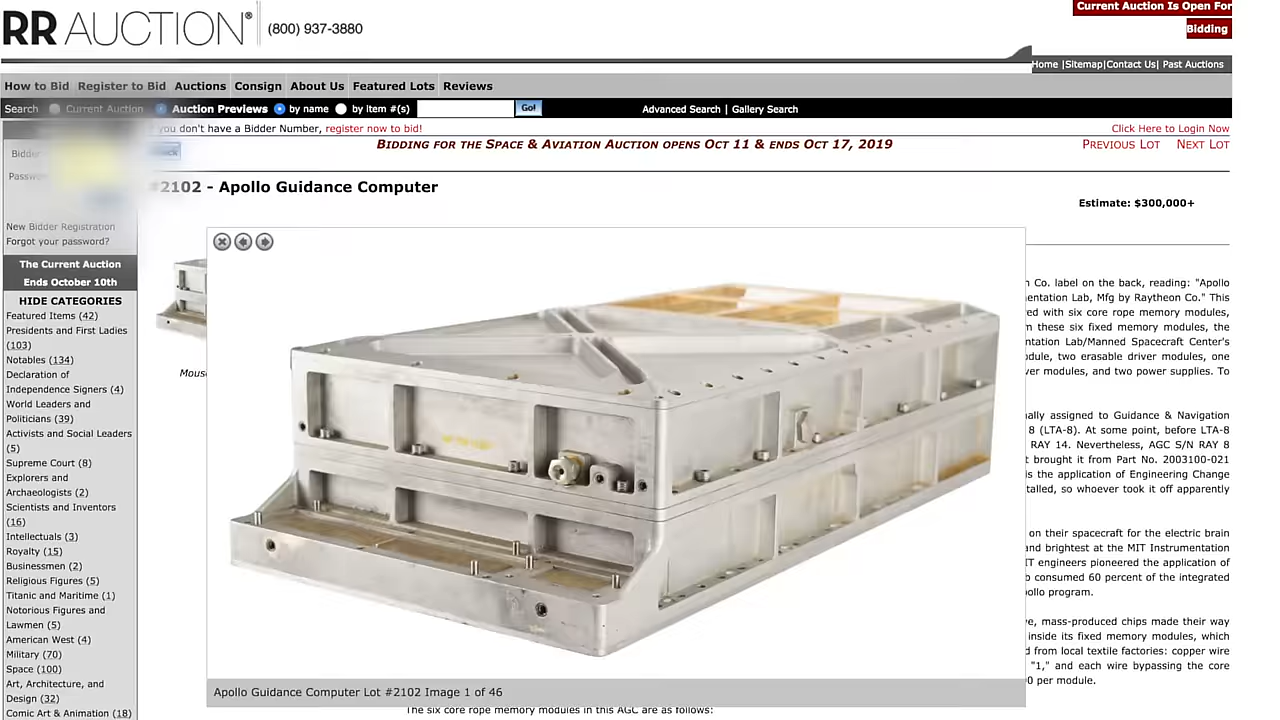 RR AUCTION® (800) 937-3880
Current Auction Is Open For
Bidding
Home |Sitemap|Contact Us| Past Auctions
How to Bid Register to Bid Auctions Consign About Us Featured Lots Reviews
Search: Current Auction Auction Previews by name by item #(s) Go! Advanced Search | Gallery Search
you don't have a Bidder Number, register now to bid! Click Here to Login Now
BIDDING FOR THE SPACE & AVIATION AUCTION OPENS OCT 11 & ENDS OCT 17, 2019 PREVIOUS LOT NEXT LOT
Bidder
Passwo
#2102 - Apollo Guidance Computer
Estimate: $300,000+
New Bidder Registration
Forgot your password?
The Current Auction
Ends October 10th
HIDE CATEGORIES
Featured Items (42)
Presidents and First Ladies
(103)
Notables (134)
Declaration of
Independence Signers (4)
World Leaders and
Politicians (39)
Activists and Social Leaders
(5)
Supreme Court (8)
Explorers and
Archaeologists (2)
Scientists and Inventors
(16)
Intellectuals (3)
Royalty (15)
Businessmen (2)
Religious Figures (5)
Titanic and Maritime (1)
Notorious Figures and
Lawmen (5)
American West (4)
Military (70)
Space (100)
Art, Architecture, and
Design (32)
Comic Art & Animation (18)
Mous
Apollo Guidance Computer Lot #2102 Image 1 of 46
The six core rope memory modules in this AGC are as follows:
n Co. label on the back, reading: "Apollo
entation Lab, Mfg by Raytheon Co." This
red with six core rope memory modules,
n these six fixed memory modules, the
ntation Lab/Manned Spacecraft Center's
odule, two erasable driver modules, one
ver modules, and two power supplies. To
nally assigned to Guidance & Navigation
8 (LTA-8). At some point, before LTA-8
RAY 14. Nevertheless, AGC S/N RAY 8
t brought it from Part No. 2003100-021
is the application of Engineering Change
talled, so whoever took it off apparently
on their spacecraft for the electric brain
and brightest at the MIT Instrumentation
IT engineers pioneered the application of
b consumed 60 percent of the integrated
pollo program.
ve, mass-produced chips made their way
inside its fixed memory modules, which
d from local textile factories: copper wire
"1," and each wire bypassing the core
00 per module.